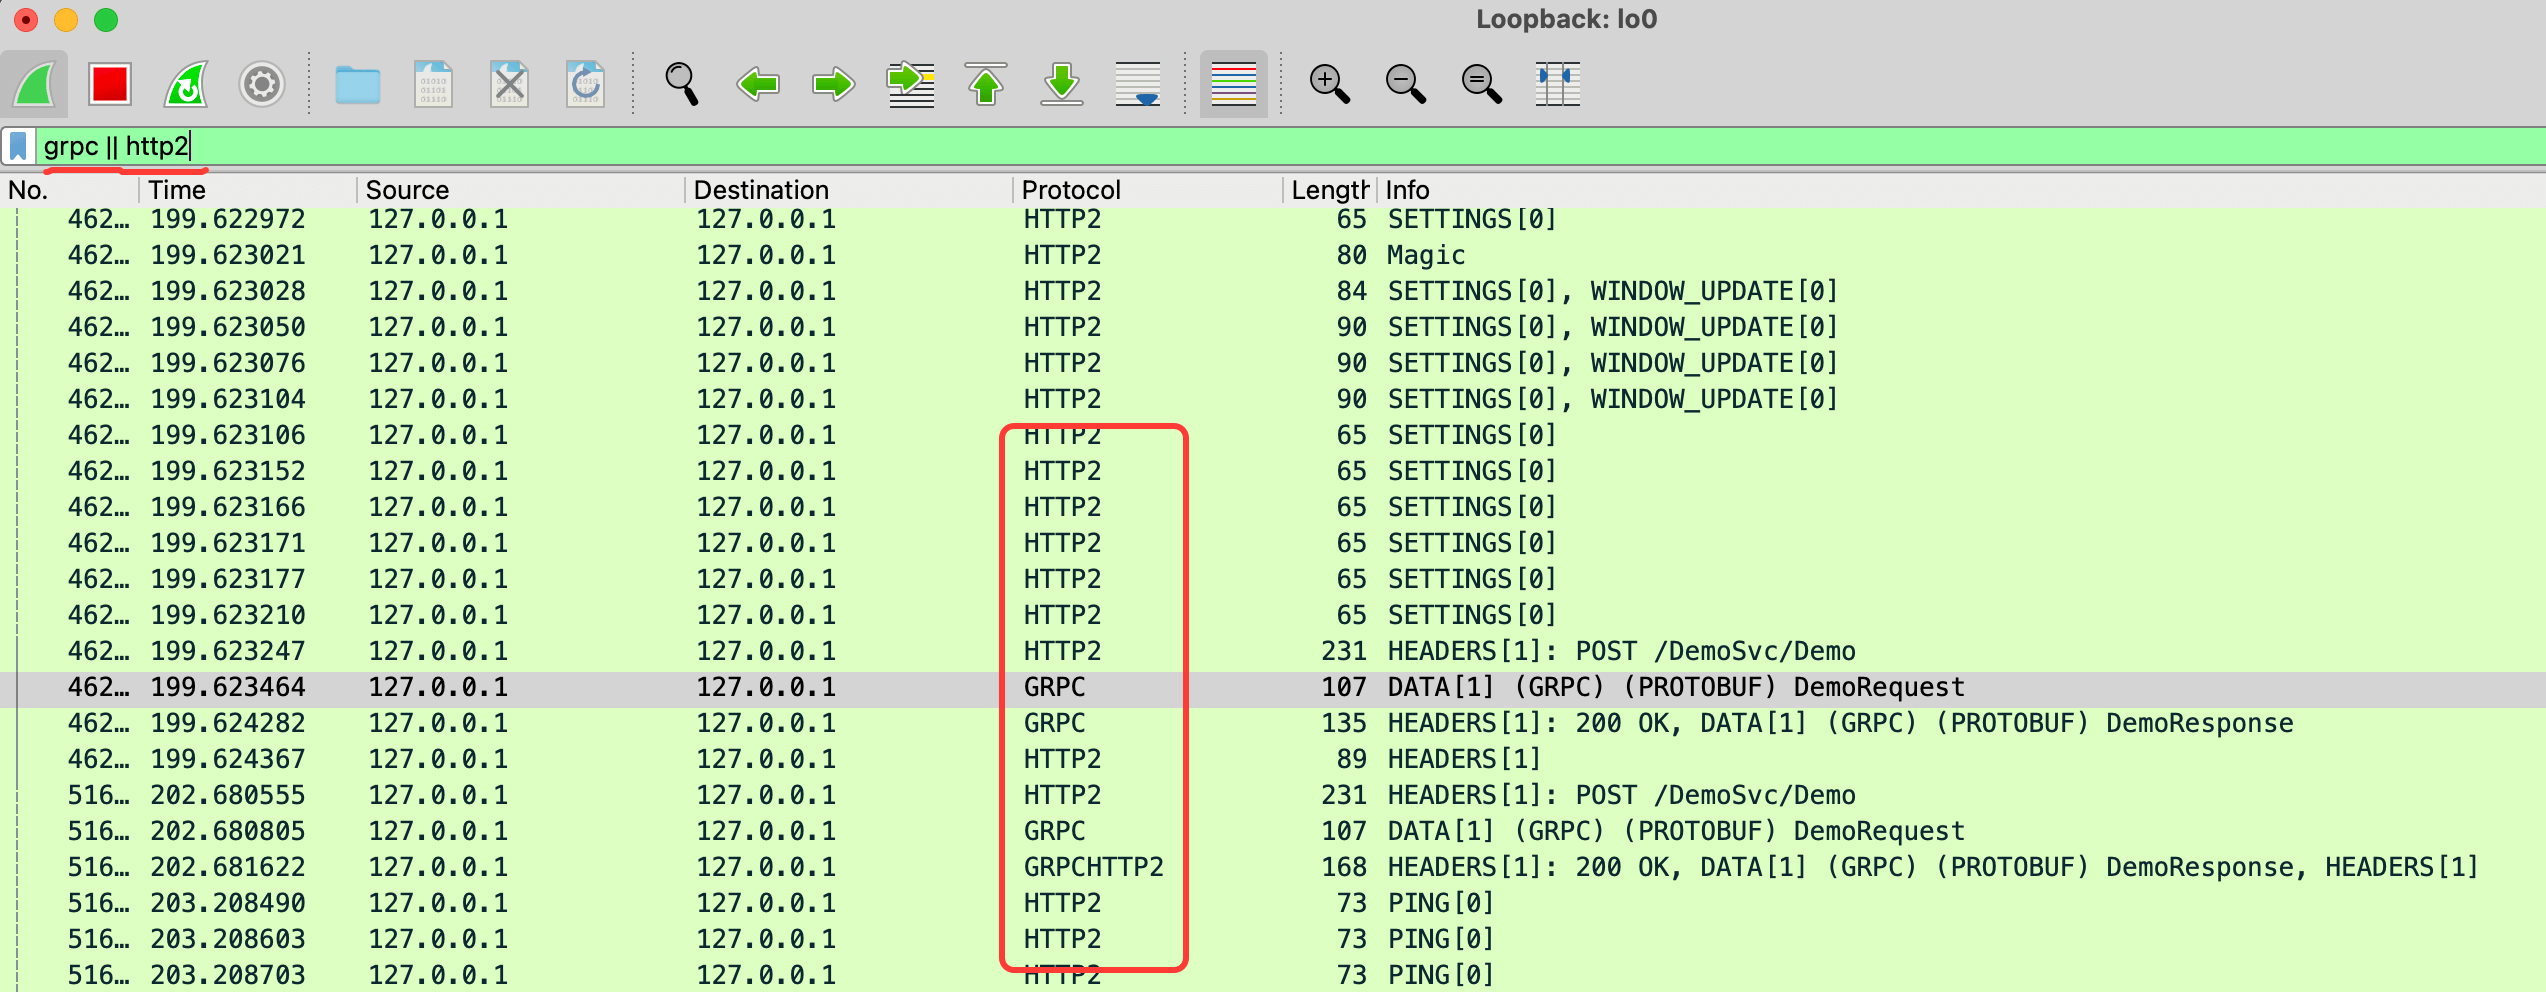 Loopback: lo0
grpc || http2
No. Time Source Destination Protocol Length Info
462… 199.622972 127.0.0.1 127.0.0.1 HTTP2 65 SETTINGS[0]
462… 199.623021 127.0.0.1 127.0.0.1 HTTP2 80 Magic
462… 199.623028 127.0.0.1 127.0.0.1 HTTP2 84 SETTINGS[0], WINDOW_UPDATE[0]
462… 199.623050 127.0.0.1 127.0.0.1 HTTP2 90 SETTINGS[0], WINDOW_UPDATE[0]
462… 199.623076 127.0.0.1 127.0.0.1 HTTP2 90 SETTINGS[0], WINDOW_UPDATE[0]
462… 199.623104 127.0.0.1 127.0.0.1 HTTP2 90 SETTINGS[0], WINDOW_UPDATE[0]
462… 199.623106 127.0.0.1 127.0.0.1 HTTP2 65 SETTINGS[0]
462… 199.623152 127.0.0.1 127.0.0.1 HTTP2 65 SETTINGS[0]
462… 199.623166 127.0.0.1 127.0.0.1 HTTP2 65 SETTINGS[0]
462… 199.623171 127.0.0.1 127.0.0.1 HTTP2 65 SETTINGS[0]
462… 199.623177 127.0.0.1 127.0.0.1 HTTP2 65 SETTINGS[0]
462… 199.623210 127.0.0.1 127.0.0.1 HTTP2 65 SETTINGS[0]
462… 199.623247 127.0.0.1 127.0.0.1 HTTP2 231 HEADERS[1]: POST /DemoSvc/Demo
462… 199.623464 127.0.0.1 127.0.0.1 GRPC 107 DATA[1] (GRPC) (PROTOBUF) DemoRequest
462… 199.624282 127.0.0.1 127.0.0.1 GRPC 135 HEADERS[1]: 200 OK, DATA[1] (GRPC) (PROTOBUF) DemoResponse
462… 199.624367 127.0.0.1 127.0.0.1 HTTP2 89 HEADERS[1]
516… 202.680555 127.0.0.1 127.0.0.1 HTTP2 231 HEADERS[1]: POST /DemoSvc/Demo
516… 202.680805 127.0.0.1 127.0.0.1 GRPC 107 DATA[1] (GRPC) (PROTOBUF) DemoRequest
516… 202.681622 127.0.0.1 127.0.0.1 GRPCHTTP2 168 HEADERS[1]: 200 OK, DATA[1] (GRPC) (PROTOBUF) DemoResponse, HEADERS[1]
516… 203.208490 127.0.0.1 127.0.0.1 HTTP2 73 PING[0]
516… 203.208603 127.0.0.1 127.0.0.1 HTTP2 73 PING[0]
516… 203.208703 127.0.0.1 127.0.0.1 HTTP2 73 PING[0]